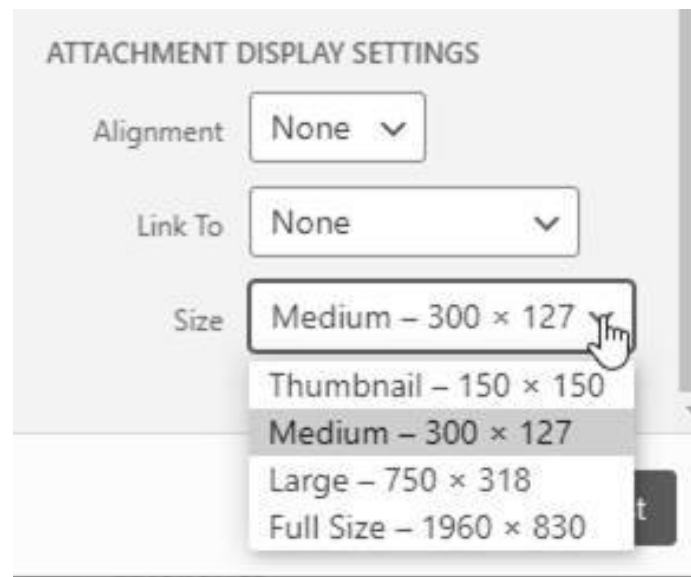 ATTACHMENT DISPLAY SETTINGS
Alignment None
Link To None
Size Medium – 300 × 127
Thumbnail – 150 × 150
Medium – 300 × 127
Large – 750 × 318
Full Size – 1960 × 830
t